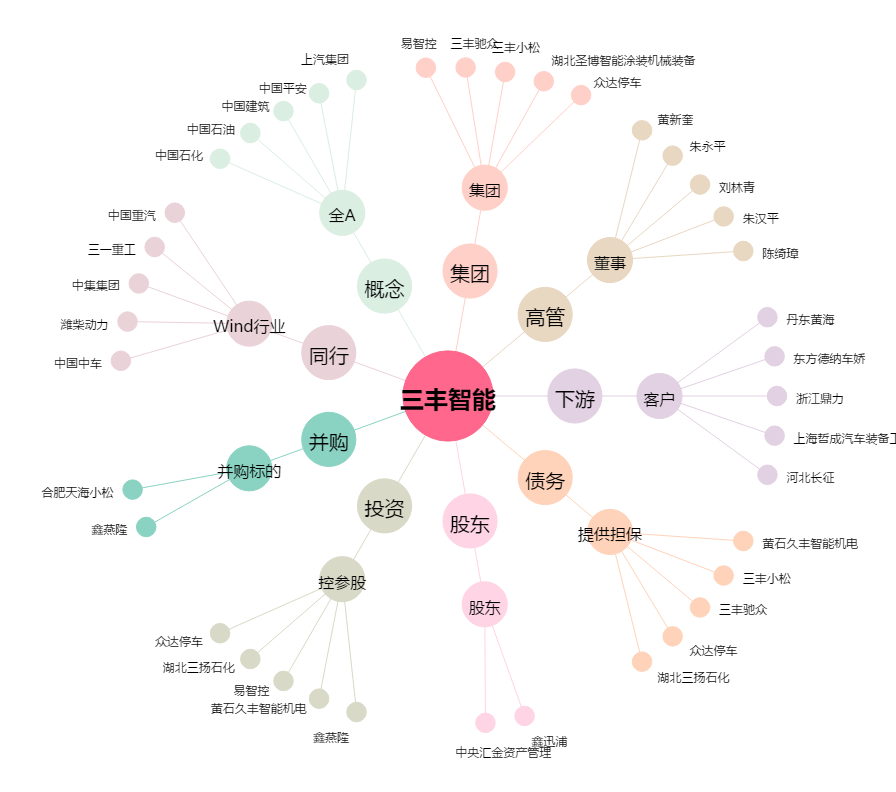 上汽集团
中国平安
中国建筑
中国石油
中国石化
全A
概念
易智控
三丰驰众
三丰小松
湖北圣博智能涂装机械装备
众达停车
集团
集团
黄新奎
朱永平
刘林青
朱汉平
陈绮璋
董事
高管
中国重汽
三一重工
中集集团
潍柴动力
中国中车
Wind行业
同行
三丰智能
下游
客户
丹东黄海
东方德纳车娇
浙江鼎力
上海哲成汽车装备工
河北长征
并购
并购标的
合肥天海小松
鑫燕隆
投资
控参股
众达停车
湖北三扬石化
易智控
黄石久丰智能机电
鑫燕隆
股东
股东
鑫迅浦
中央汇金资产管理
债务
提供担保
黄石久丰智能机电
三丰小松
三丰驰众
众达停车
湖北三扬石化